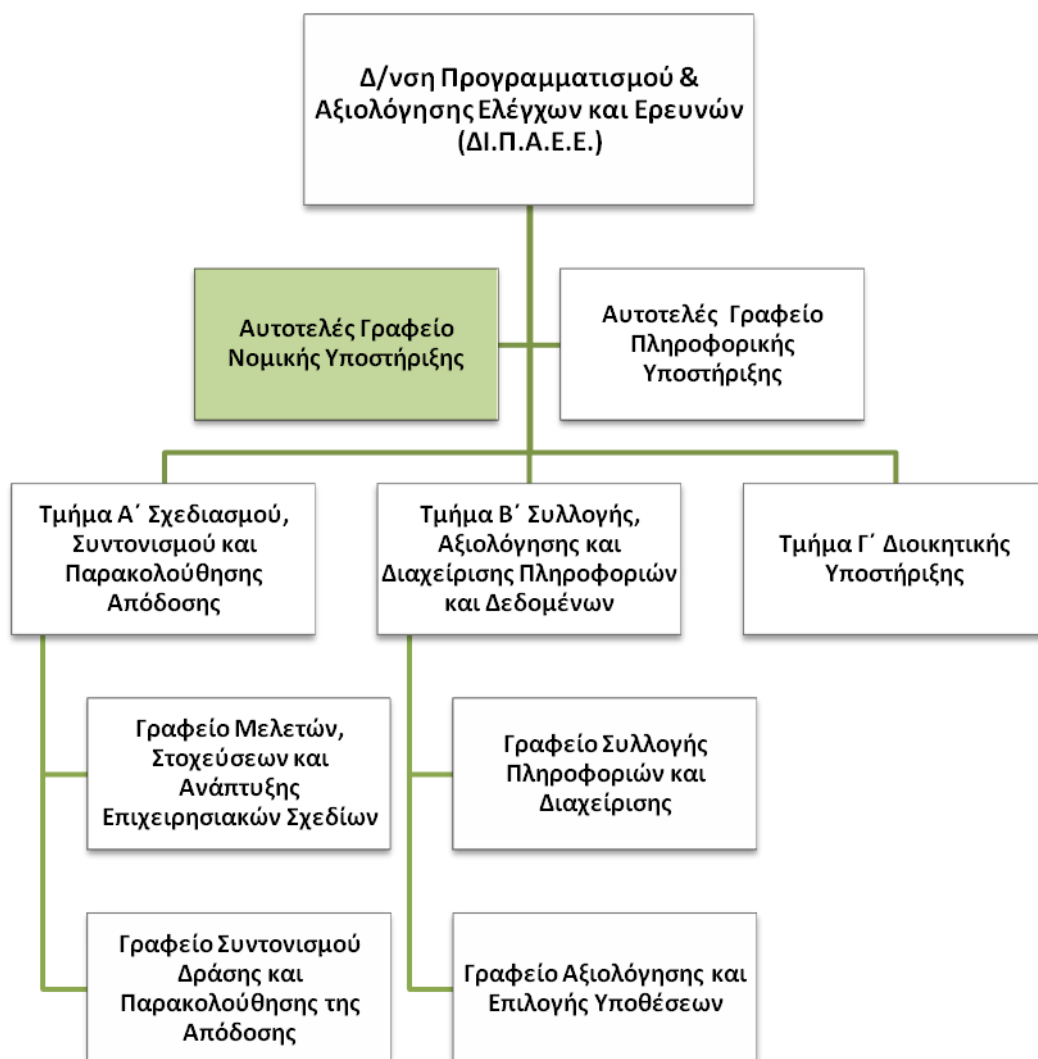 Δ/νση Προγραμματισμού &
Αξιολόγησης Ελέγχων και Ερευνών
(ΔΙ.Π.Α.Ε.Ε.)
Αυτοτελές Γραφείο
Νομικής Υποστήριξης
Αυτοτελές Γραφείο
Πληροφορικής
Υποστήριξης
Τμήμα Α΄ Σχεδιασμού,
Συντονισμού και
Παρακολούθησης
Απόδοσης
Τμήμα Β΄ Συλλογής,
Αξιολόγησης και
Διαχείρισης Πληροφοριών
και Δεδομένων
Τμήμα Γ΄ Διοικητικής
Υποστήριξης
Γραφείο Μελετών,
Στοχεύσεων και
Ανάπτυξης
Επιχειρησιακών Σχεδίων
Γραφείο Συλλογής
Πληροφοριών και
Διαχείρισης
Γραφείο Συντονισμού
Δράσης και
Παρακολούθησης της
Απόδοσης
Γραφείο Αξιολόγησης και
Επιλογής Υποθέσεων